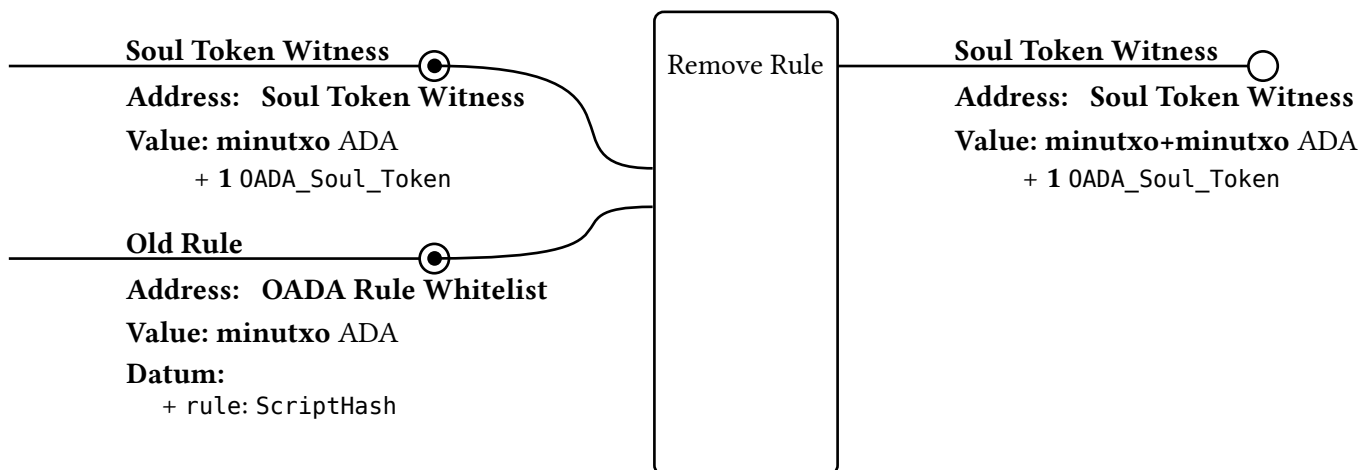 Soul Token Witness
Address: Soul Token Witness
Value: minutxo ADA
+ 1 OADA_Soul_Token
Old Rule
Address: OADA Rule Whitelist
Value: minutxo ADA
Datum:
+ rule: ScriptHash
Remove Rule
Soul Token Witness
Address: Soul Token Witness
Value: minutxo+minutxo ADA
+ 1 OADA_Soul_Token